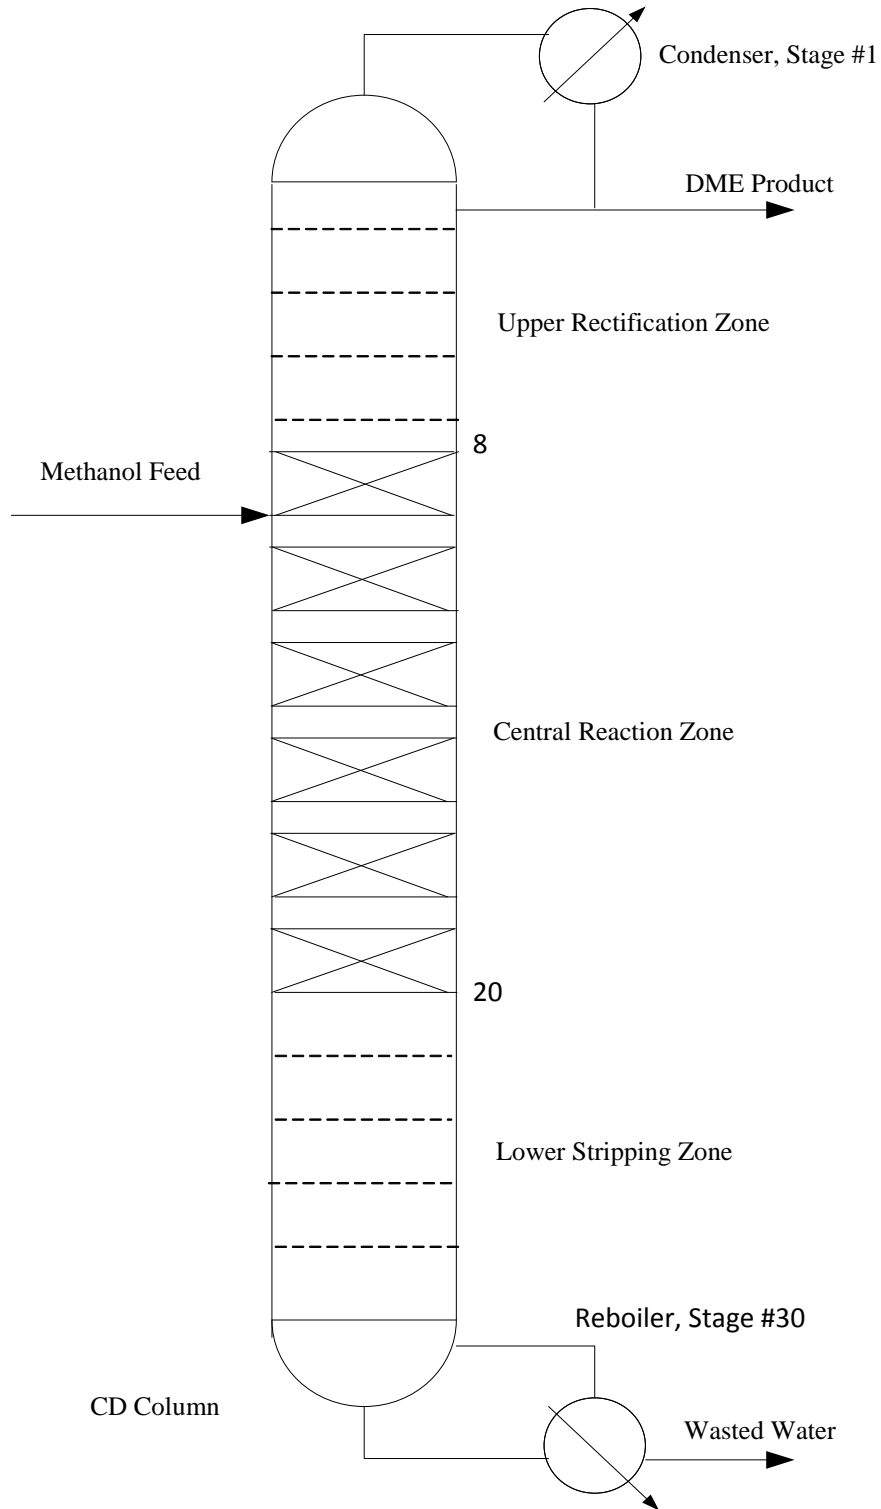 Condenser, Stage #1
DME Product
Upper Rectification Zone
8
Methanol Feed
Central Reaction Zone
20
Lower Stripping Zone
Reboiler, Stage #30
CD Column
Wasted Water